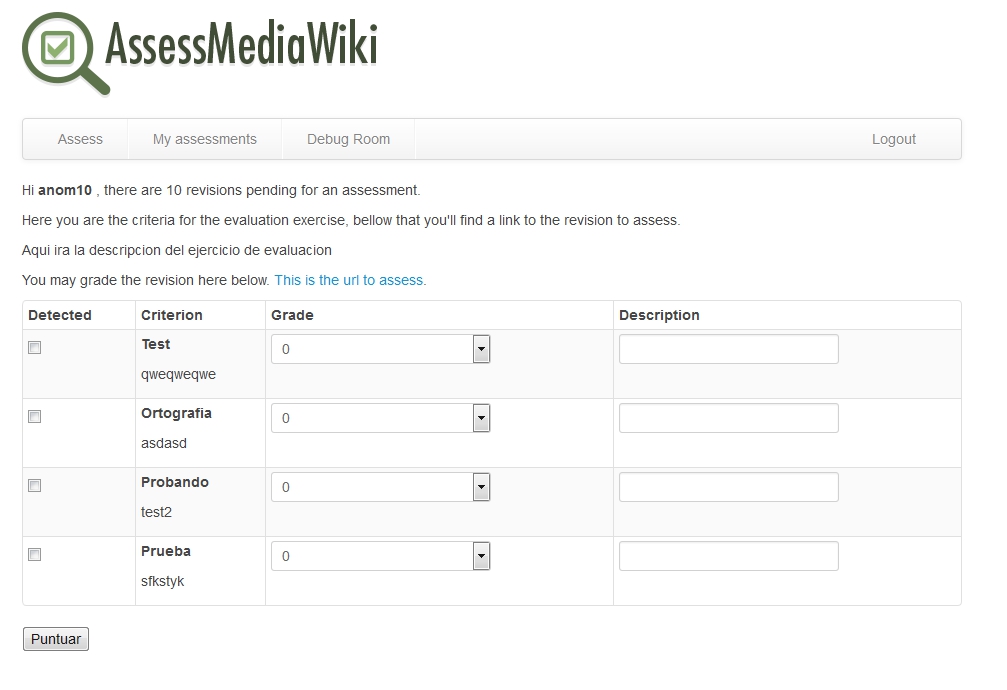 AssessMediaWiki
Assess My assessments Debug Room Logout
Hi anom10 , there are 10 revisions pending for an assessment.
Here you are the criteria for the evaluation exercise, bellow that you'll find a link to the revision to assess.
Aqui ira la descripcion del ejercicio de evaluacion
You may grade the revision here below. This is the url to assess.
Detected Criterion Grade Description
Test 0
qweqweqwe
Ortografia 0
asdasd
Probando 0
test2
Prueba 0
sfkstyk
Puntuar